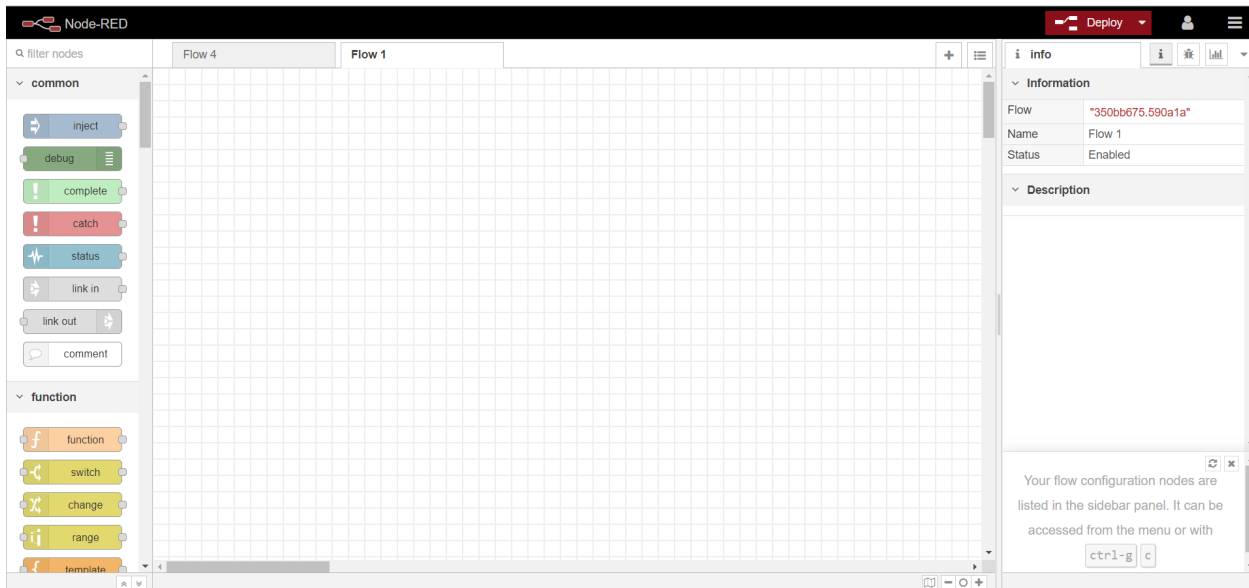 Node-RED
Deploy
filter nodes
Flow 4
Flow 1
i info
i
common
inject
debug
complete
catch
status
link in
link out
comment
function
function
switch
change
range
template
Information
Flow "350bb675.590a1a"
Name Flow 1
Status Enabled
Description
Your flow configuration nodes are
listed in the sidebar panel. It can be
accessed from the menu or with
ctrl-g c